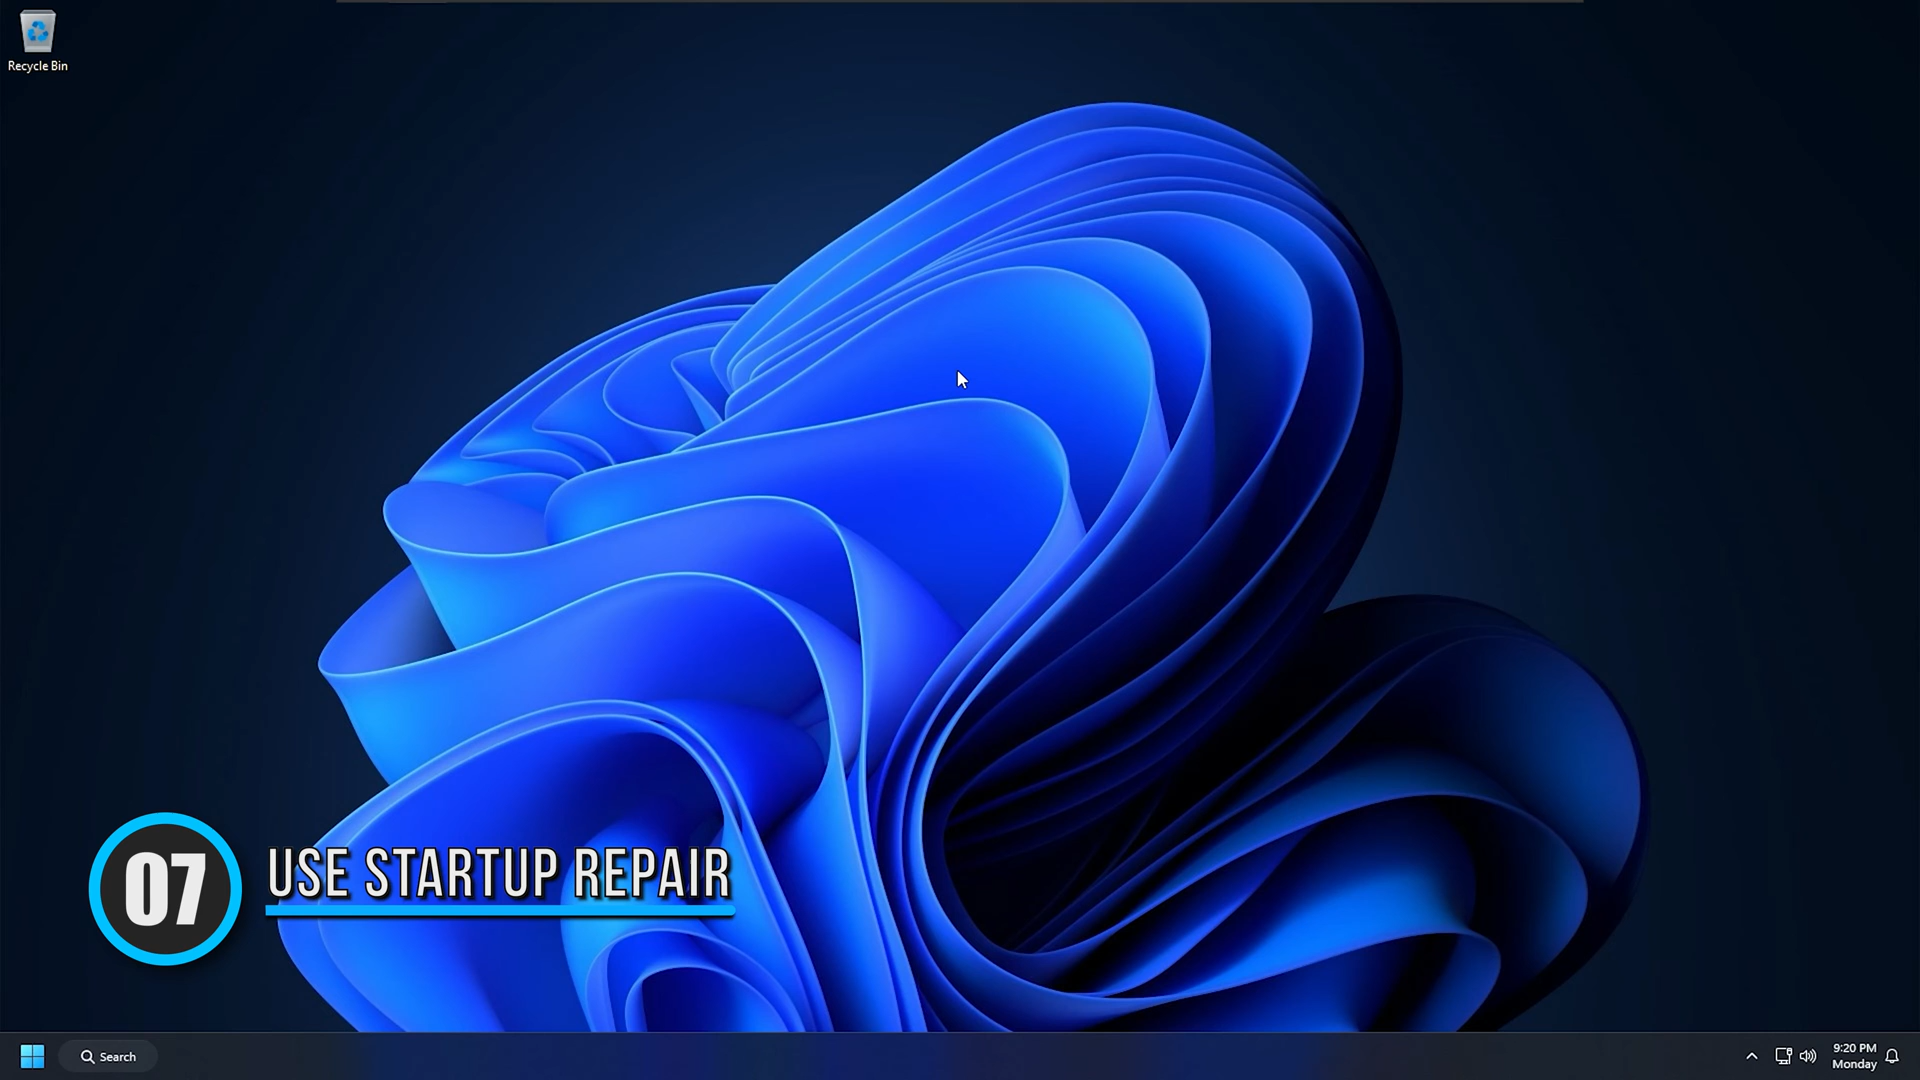 Recycle Bin
07
USE STARTUP REPAIR
Search
9:20 PM
Monday